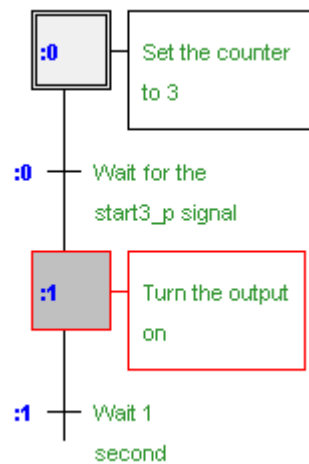 :0
Set the counter
to 3
:0
Wait for the
start3_p signal
:1
Turn the output
on
:1
Wait 1
second